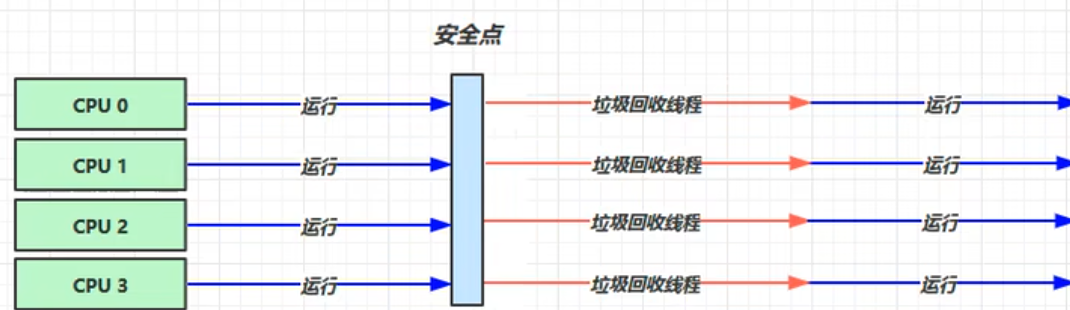 安全点
CPU 0 运行 垃圾回收线程 运行
CPU 1 运行 垃圾回收线程 运行
CPU 2 运行 垃圾回收线程 运行
CPU 3 运行 垃圾回收线程 运行